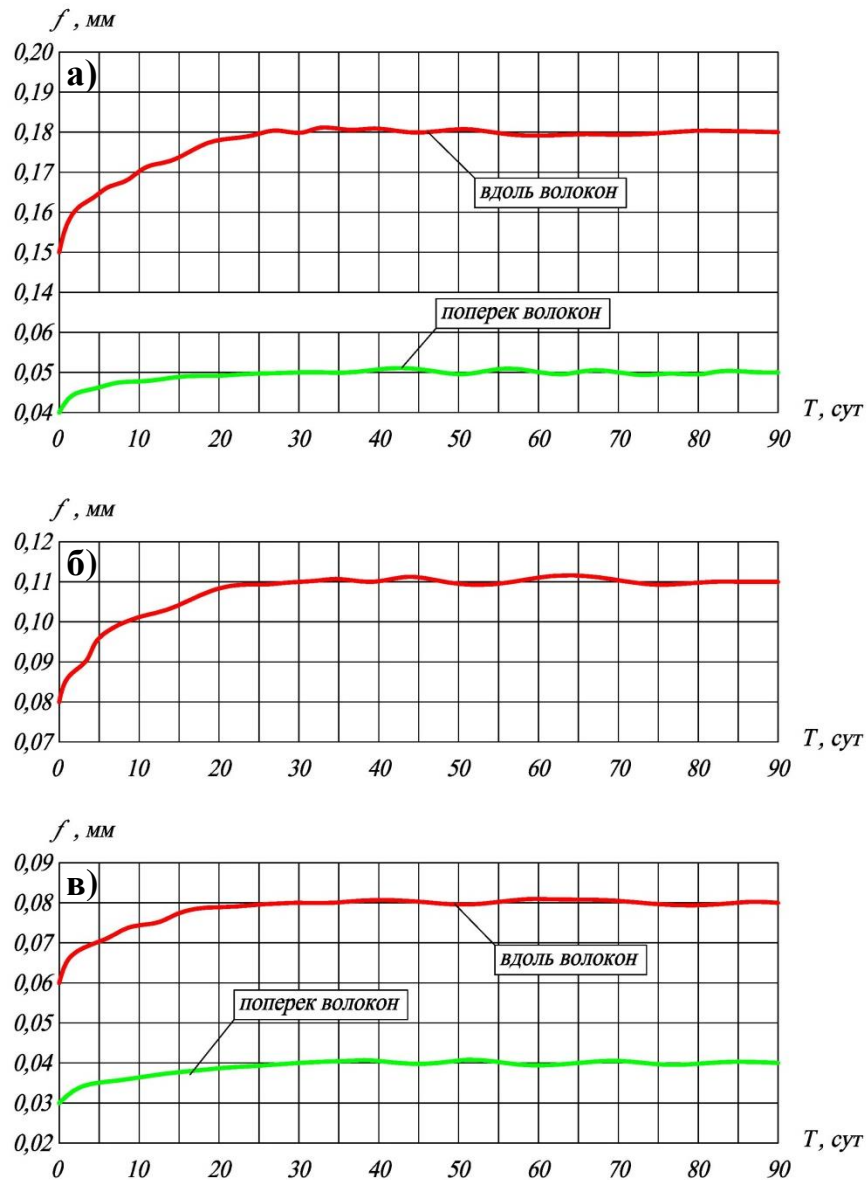 f , мм
0,20
а)
0,19
0,18
0,17
вдоль волокон
0,16
0,15
0,14
поперек волокон
0,06
0,05
0,04
T , сут
0 10 20 30 40 50 60 70 80 90
f , мм
0,12
б)
0,11
0,10
0,09
0,08
0,07
T , сут
0 10 20 30 40 50 60 70 80 90
f , мм
0,09
в)
0,08
0,07
вдоль волокон
0,06
поперек волокон
0,05
0,04
0,03
0,02
T , сут
0 10 20 30 40 50 60 70 80 90